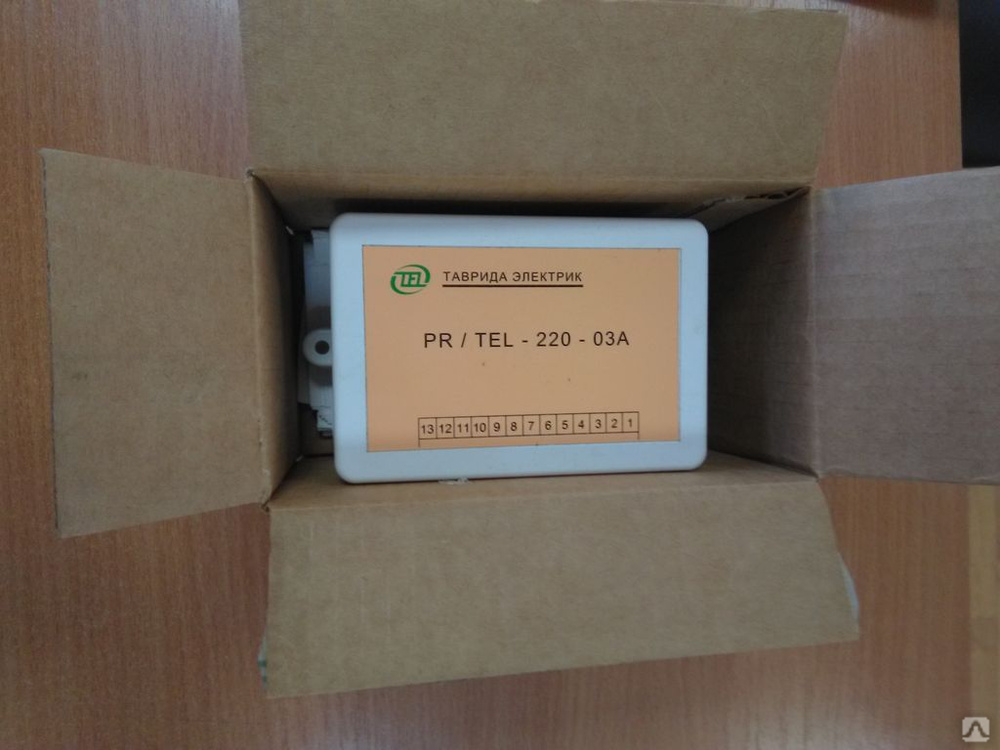 TEL ТАВРИДА ЭЛЕКТРИК
PR / TEL - 220 - 03A
13 12 11 10 9 8 7 6 5 4 3 2 1